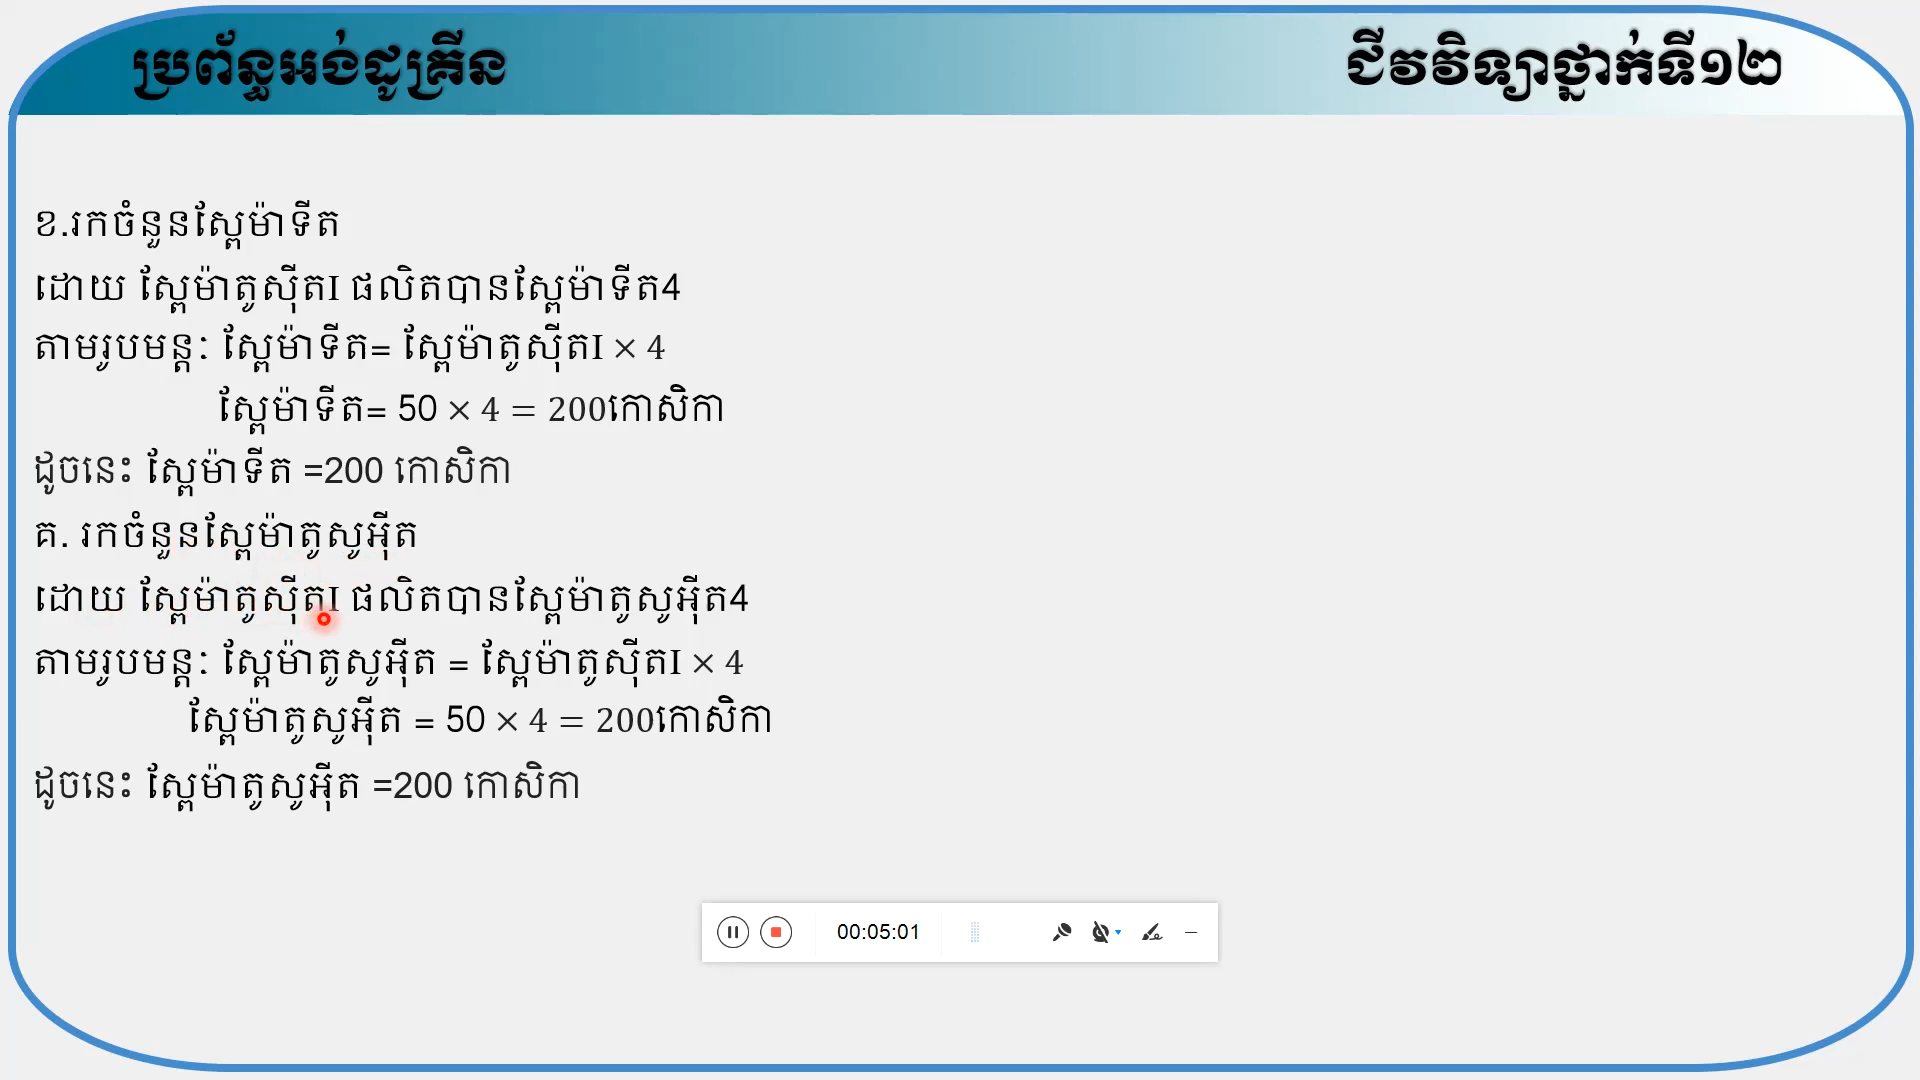 ប្រព័ន្ធអង់ដូគ្រីន
ជីវវិទ្យាថ្នាក់ទី១២
ខ.រកចំនួនស្ពែម៉ាទីត
ដោយ ស្ពែម៉ាតូស៊ីតI ផលិតបានស្ពែម៉ាទីត4
តាមរូបមន្ត: ស្ពែម៉ាទីត= ស្ពែម៉ាតូស៊ីតI × 4
ស្ពែម៉ាទីត= 50 × 4 = 200កោសិកា
ដូចនេះ ស្ពែម៉ាទីត =200 កោសិកា
គ. រកចំនួនស្ពែម៉ាតូសូអ៊ីត
ដោយ ស្ពែម៉ាតូស៊ីតI ផលិតបានស្ពែម៉ាតូសូអ៊ីត4
តាមរូបមន្ត: ស្ពែម៉ាតូសូអ៊ីត = ស្ពែម៉ាតូស៊ីតI × 4
ស្ពែម៉ាតូសូអ៊ីត = 50 × 4 = 200កោសិកា
ដូចនេះ ស្ពែម៉ាតូសូអ៊ីត =200 កោសិកា
00:05:01